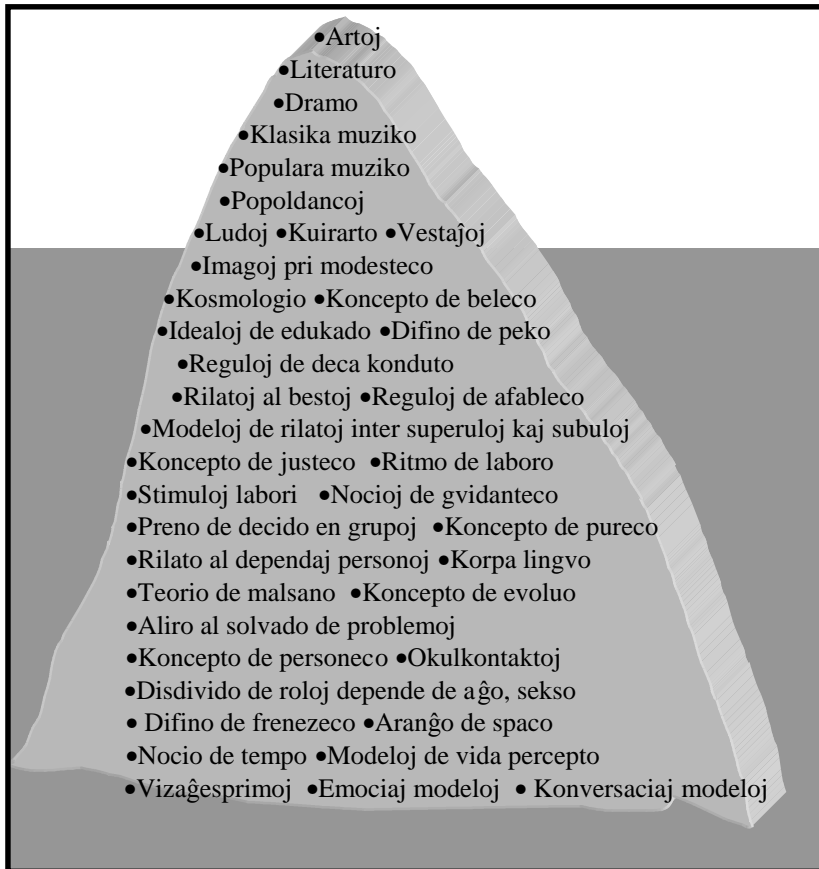 •Artoj
•Literaturo
•Dramo
•Klasika muziko
•Populara muziko
•Popoldancoj
•Ludoj •Kuirarto •Vestaĵoj
•Imagoj pri modesteco
•Kosmologio •Koncepto de beleco
•Idealoj de edukado •Difino de peko
•Reguloj de deca konduto
•Rilatoj al bestoj •Reguloj de afableco
•Modeloj de rilatoj inter superuloj kaj subuloj
•Koncepto de justeco •Ritmo de laboro
•Stimuloj labori •Nocioj de gvidanteco
•Preno de decido en grupoj •Koncepto de pureco
•Rilato al dependaj personoj •Korpa lingvo
•Teorio de malsano •Koncepto de evoluo
•Aliro al solvado de problemoj
•Koncepto de personeco •Okulkontaktoj
•Disdivido de roloj depende de aĝo, sekso
• Difino de frenezeco •Aranĝo de spaco
•Nocio de tempo •Modeloj de vida percepto
•Vizaĝesprimoj •Emociaj modeloj • Konversaciaj modeloj